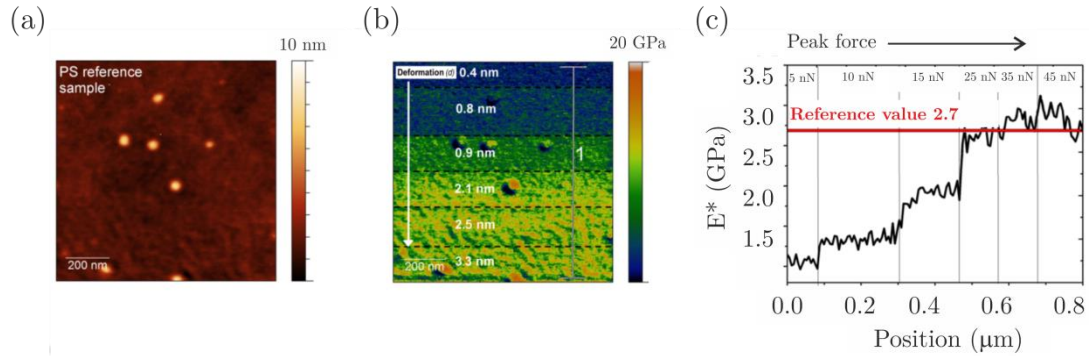 (a)
10 nm
PS reference
sample
200 nm
(b)
20 GPa
Deformation (d)
0.4 nm
0.8 nm
0.9 nm
1
2.1 nm
2.5 nm
200 nm
3.3 nm
(c)
Peak force
5 nN 10 nN 15 nN 25 nN 35 nN 45 nN
Reference value 2.7
3.5
3.0
2.5
2.0
1.5
E* (GPa)
0.0 0.2 0.4 0.6 0.8
Position (μm)